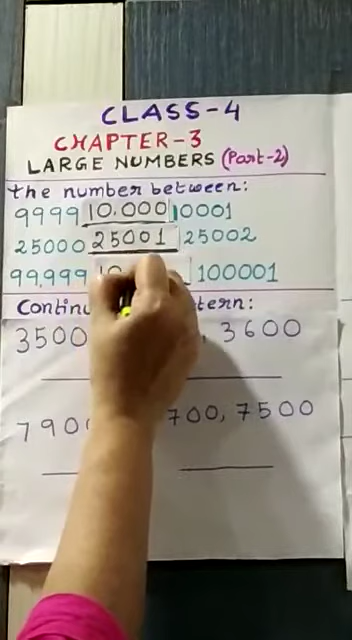 CLASS-4
CHAPTER-3
LARGE NUMBERS (Part-2)
the number between:
9999 10,000 10001
25000 25001 25002
99,999 10 100001
Continu tern:
3500 , 3600
790 700, 7500